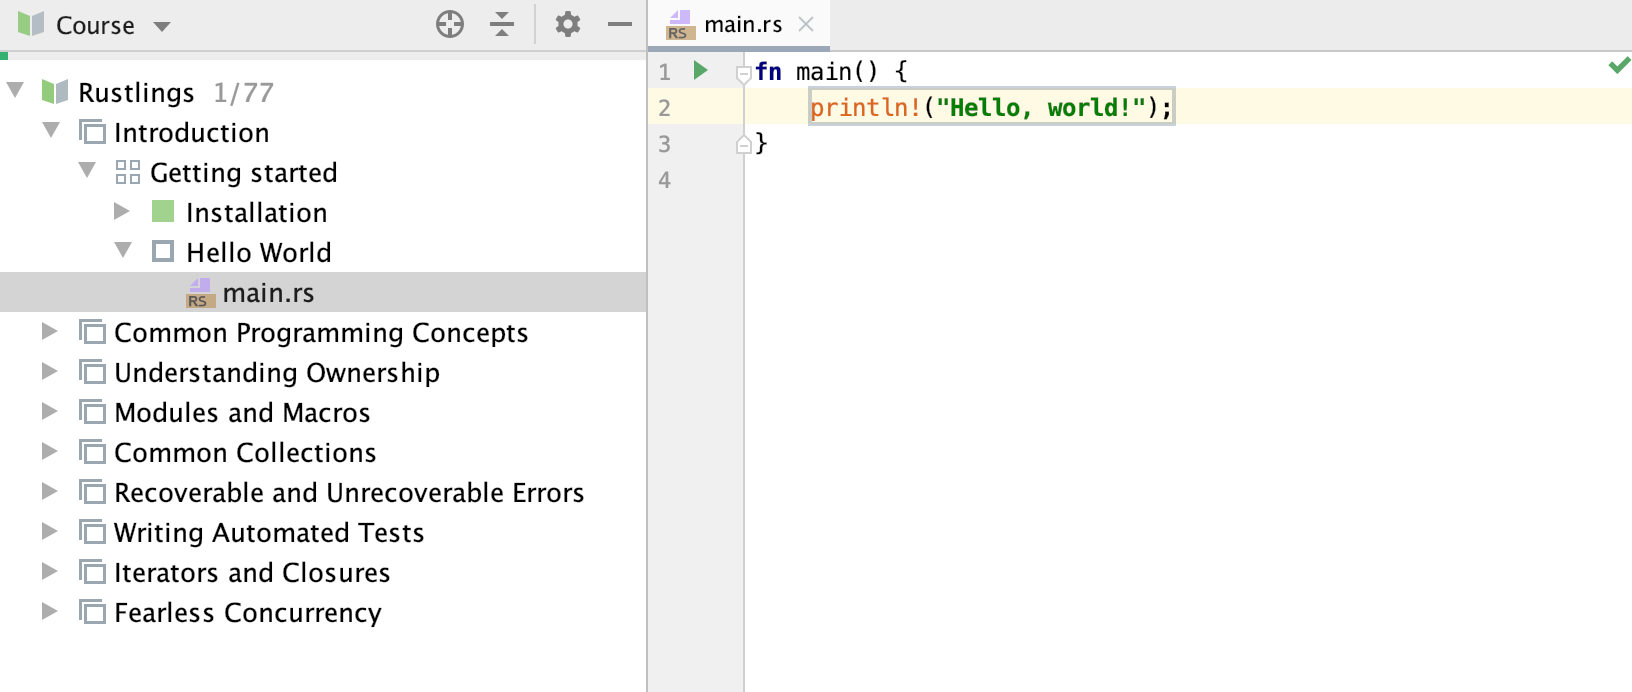 Course
Rustlings 1/77
Introduction
Getting started
Installation
Hello World
RS main.rs
Common Programming Concepts
Understanding Ownership
Modules and Macros
Common Collections
Recoverable and Unrecoverable Errors
Writing Automated Tests
Iterators and Closures
Fearless Concurrency
RS main.rs
1 fn main() {
2 println!("Hello, world!");
3 }
4